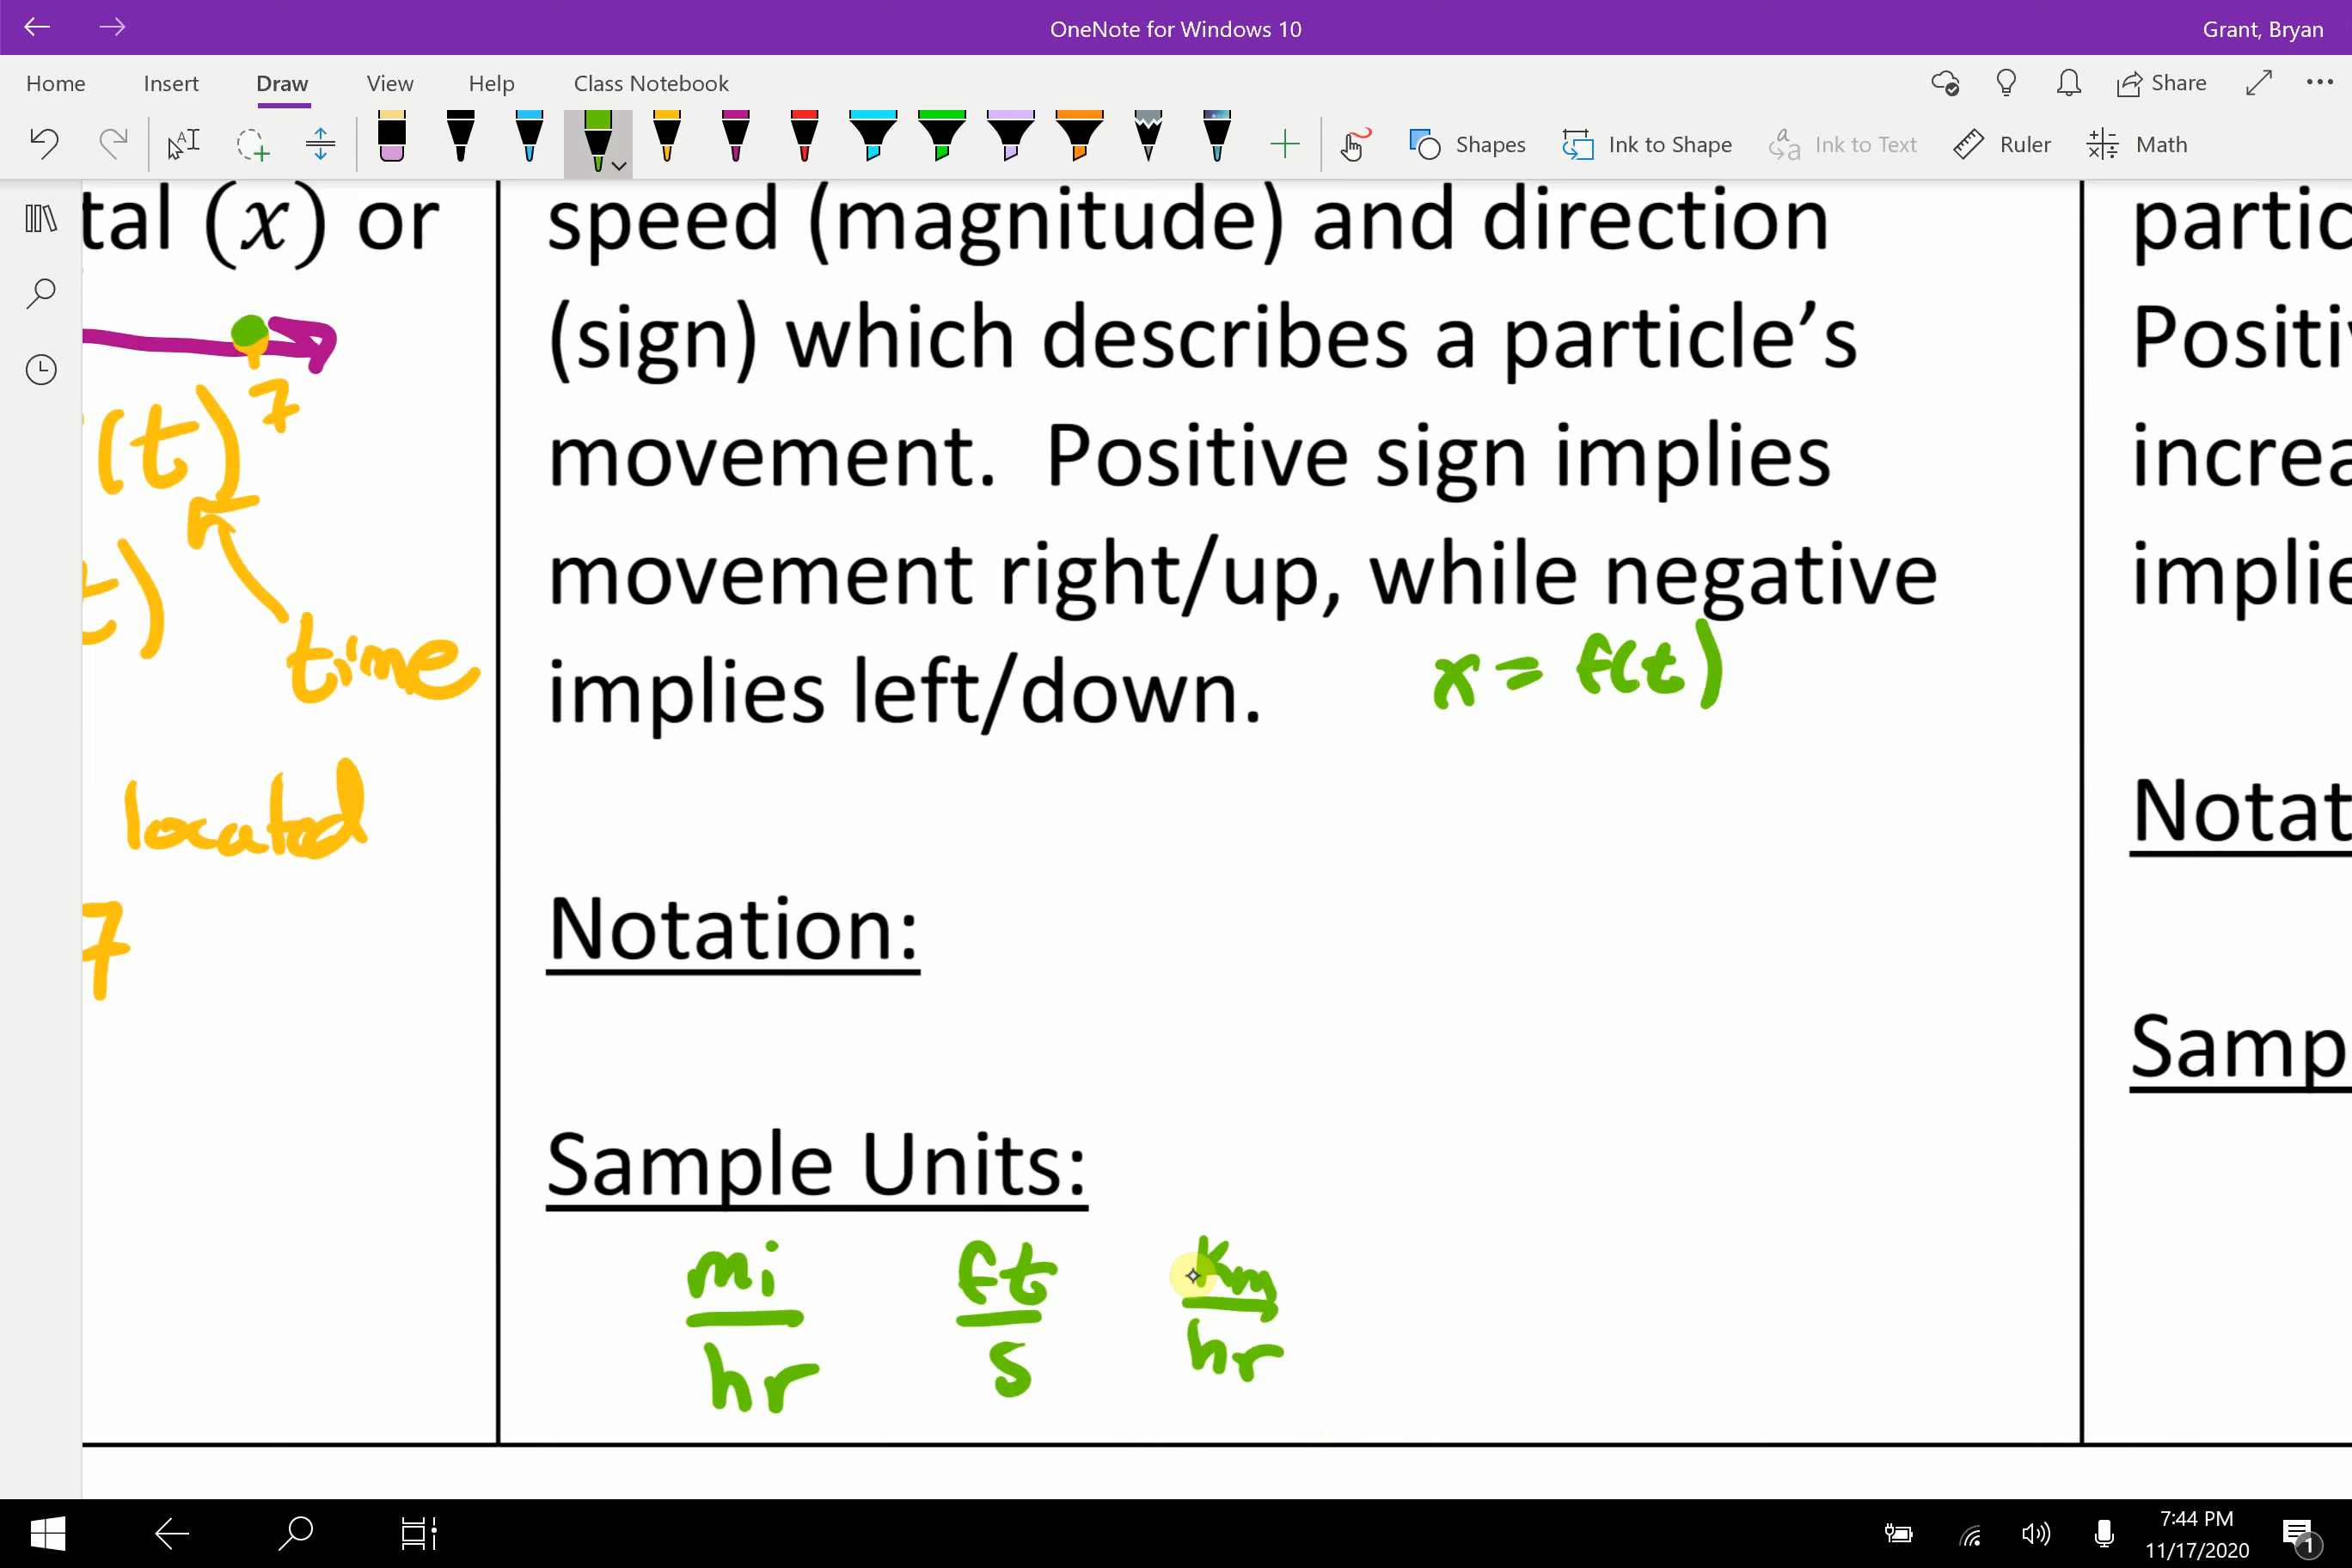 OneNote for Windows 10
Grant, Bryan
Home Insert Draw View Help Class Notebook Share
Shapes Ink to Shape Ink to Text Ruler Math
tal (x) or
7
(t)
t)
time
located
7
speed (magnitude) and direction
(sign) which describes a particle’s
movement. Positive sign implies
movement right/up, while negative
implies left/down.
x = f(t)
Notation:
Sample Units:
mi ft km
hr s hr
partic
Positi
increa
implie
Notat
Samp
7:44 PM
11/17/2020
1